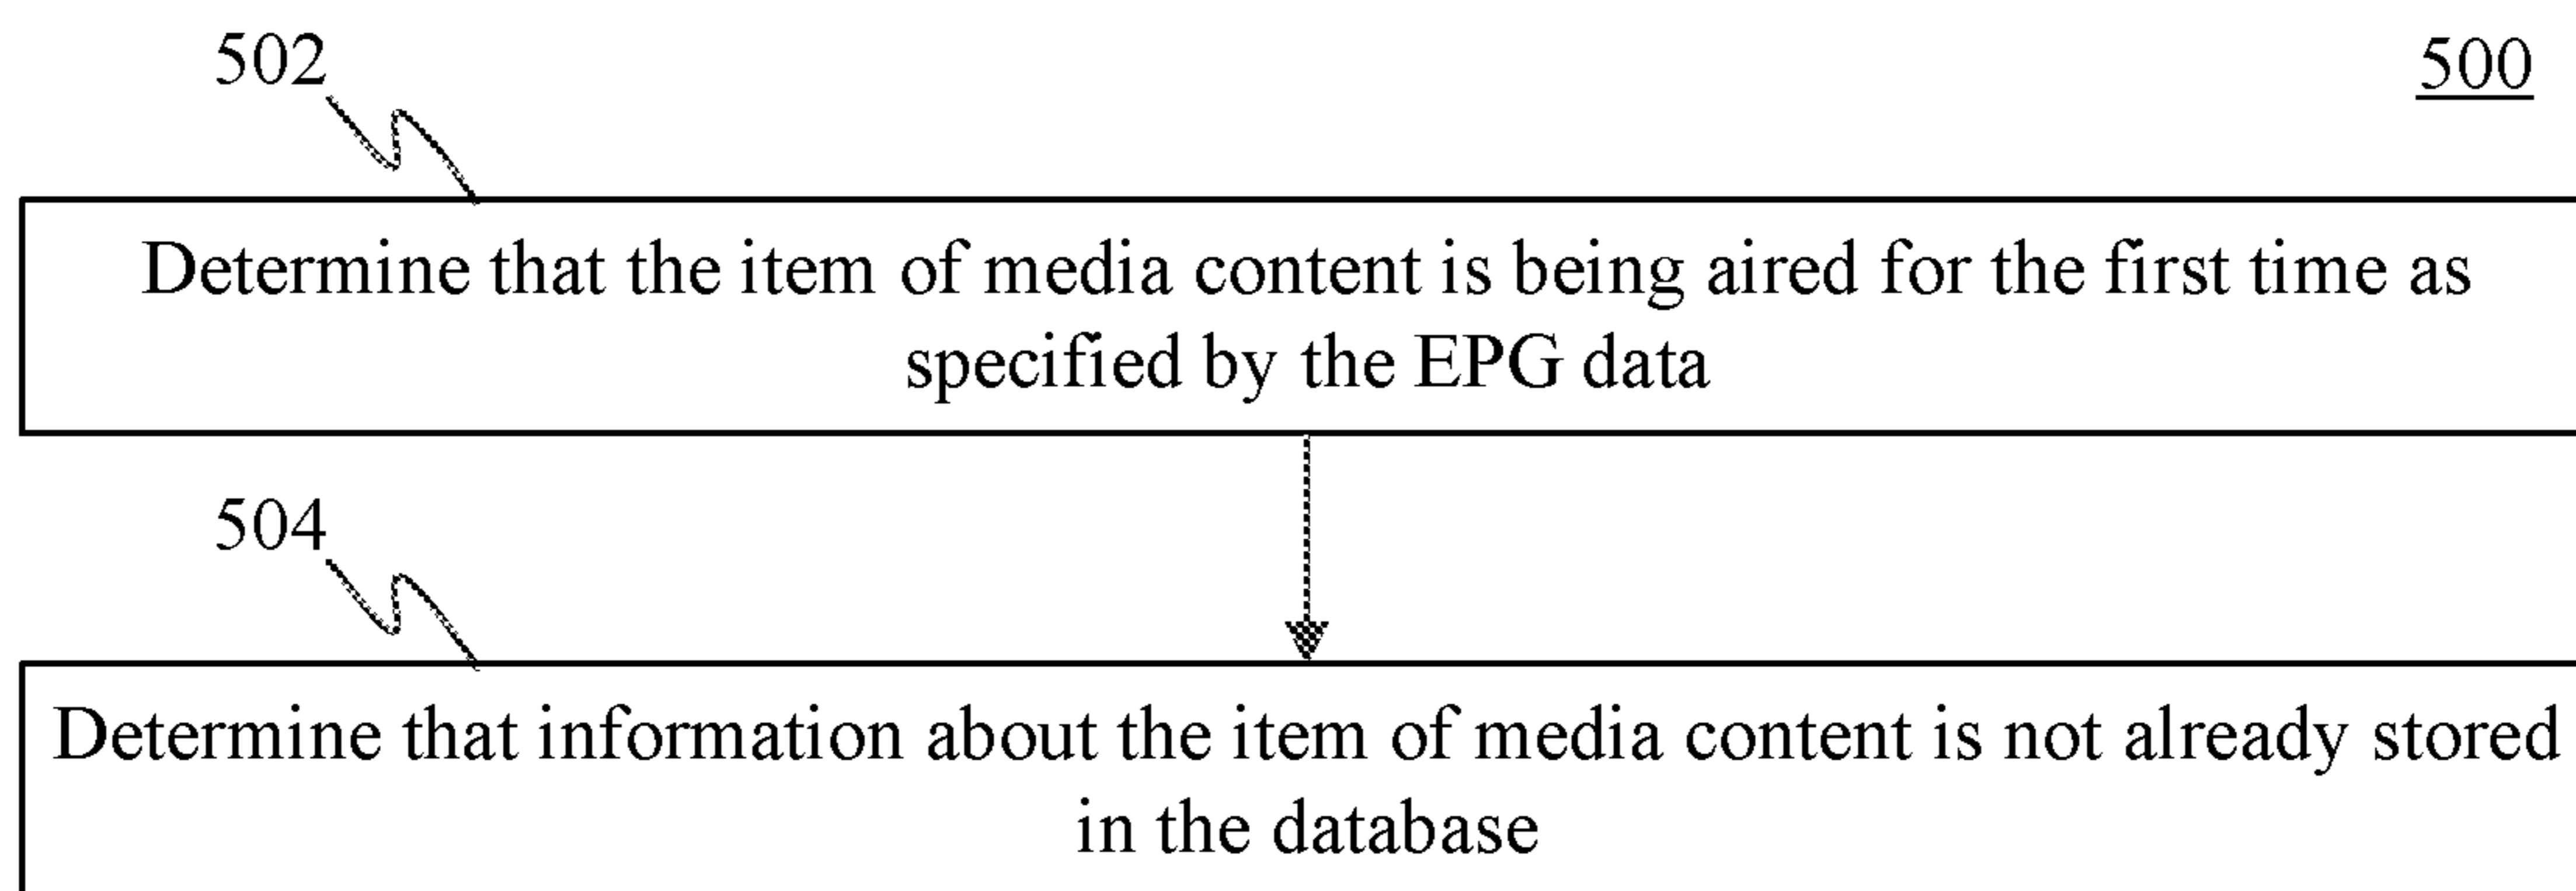 502
500
Determine that the item of media content is being aired for the first time as
specified by the EPG data
504
Determine that information about the item of media content is not already stored
in the database